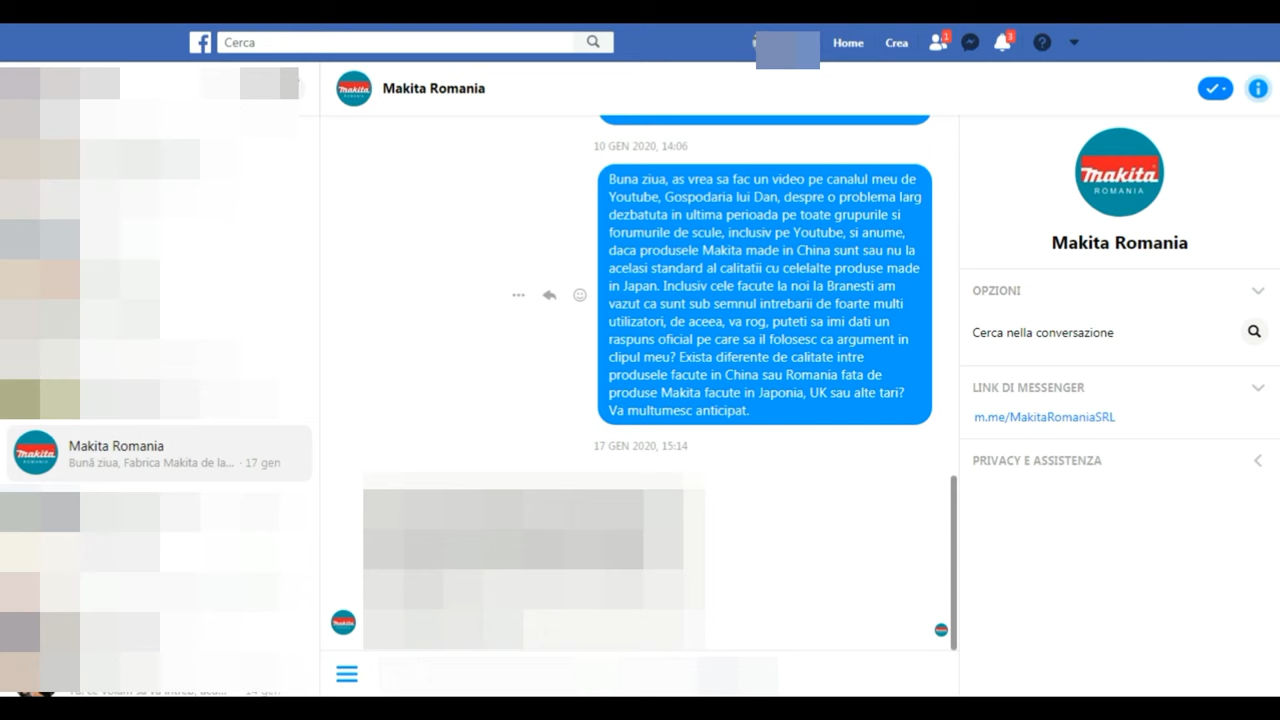 Cerca
Home
Crea
1
3
Makita Romania
10 GEN 2020, 14:06
Buna ziua, as vrea sa fac un video pe canalul meu de
Youtube, Gospodaria lui Dan, despre o problema larg
dezbatuta in ultima perioada pe toate grupurile si
forumurile de scule, inclusiv pe Youtube, si anume,
daca produsele Makita made in China sunt sau nu la
acelasi standard al calitatii cu celelalte produse made
in Japan. Inclusiv cele facute la noi la Branesti am
vazut ca sunt sub semnul intrebarii de foarte multi
utilizatori, de aceea, va rog, puteti sa imi dati un
raspuns oficial pe care sa il folosesc ca argument in
clipul meu? Exista diferente de calitate intre
produsele facute in China sau Romania fata de
produse Makita facute in Japonia, UK sau alte tari?
Va multumesc anticipat.
17 GEN 2020, 15:14
Makita Romania
Bună ziua, Fabrica Makita de la... · 17 gen
makita
ROMANIA
Makita Romania
OPZIONI
Cerca nella conversazione
LINK DI MESSENGER
m.me/MakitaRomaniaSRL
PRIVACY E ASSISTENZA